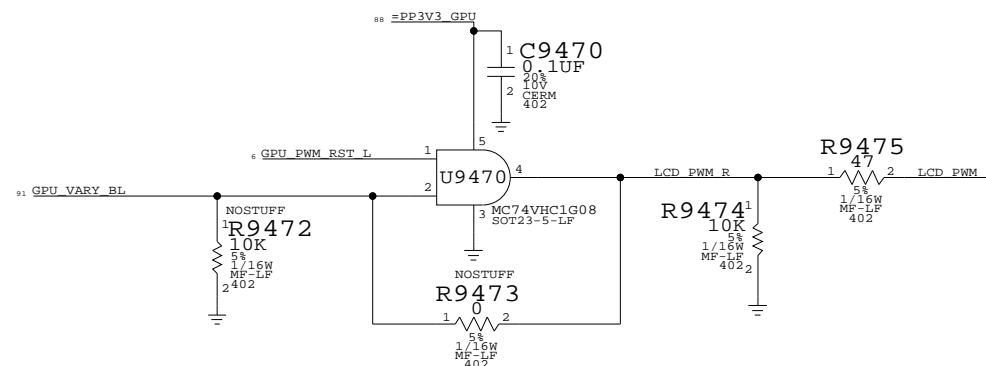 88 =PP3V3_GPU
1 C9470
0.1UF
20%
10V
2 CERM
402
5
6 GPU_PWM_RST_L 1
U9470 4
91 GPU_VARY_BL 2
3 MC74VHC1G08
SOT23-5-LF
LCD_PWM_R
R9475
47
1 2 LCD_PWM
5%
1/16W
MF-LF
402
NOSTUFF
1 R9472
10K
5%
1/16W
MF-LF
2 402
R9474 1
10K
5%
1/16W
MF-LF
402 2
NOSTUFF
R9473
0
1 2
5%
1/16W
MF-LF
402